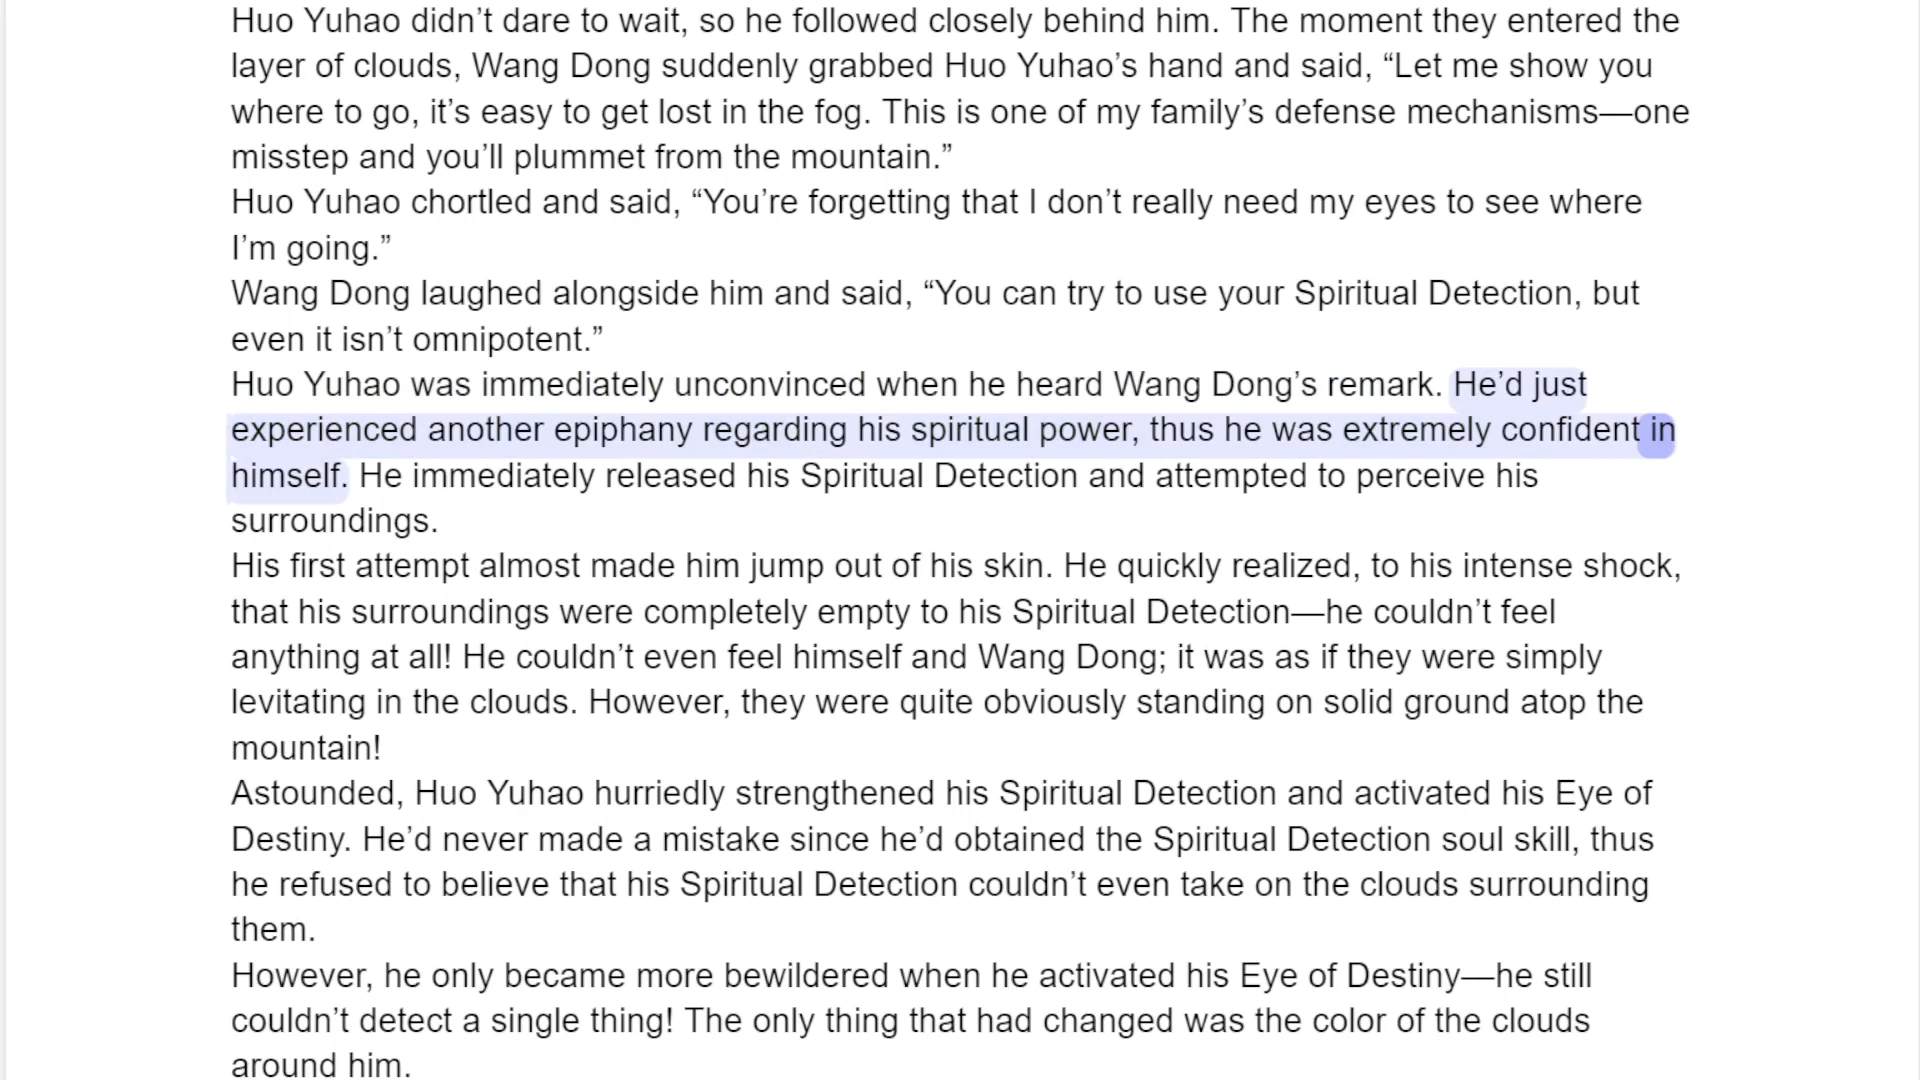 Huo Yuhao didn’t dare to wait, so he followed closely behind him. The moment they entered the
layer of clouds, Wang Dong suddenly grabbed Huo Yuhao’s hand and said, “Let me show you
where to go, it’s easy to get lost in the fog. This is one of my family’s defense mechanisms—one
misstep and you’ll plummet from the mountain.”
Huo Yuhao chortled and said, “You’re forgetting that I don’t really need my eyes to see where
I’m going.”
Wang Dong laughed alongside him and said, “You can try to use your Spiritual Detection, but
even it isn’t omnipotent.”
Huo Yuhao was immediately unconvinced when he heard Wang Dong’s remark. He’d just
experienced another epiphany regarding his spiritual power, thus he was extremely confident in
himself. He immediately released his Spiritual Detection and attempted to perceive his
surroundings.
His first attempt almost made him jump out of his skin. He quickly realized, to his intense shock,
that his surroundings were completely empty to his Spiritual Detection—he couldn’t feel
anything at all! He couldn’t even feel himself and Wang Dong; it was as if they were simply
levitating in the clouds. However, they were quite obviously standing on solid ground atop the
mountain!
Astounded, Huo Yuhao hurriedly strengthened his Spiritual Detection and activated his Eye of
Destiny. He’d never made a mistake since he’d obtained the Spiritual Detection soul skill, thus
he refused to believe that his Spiritual Detection couldn’t even take on the clouds surrounding
them.
However, he only became more bewildered when he activated his Eye of Destiny—he still
couldn’t detect a single thing! The only thing that had changed was the color of the clouds
around him.